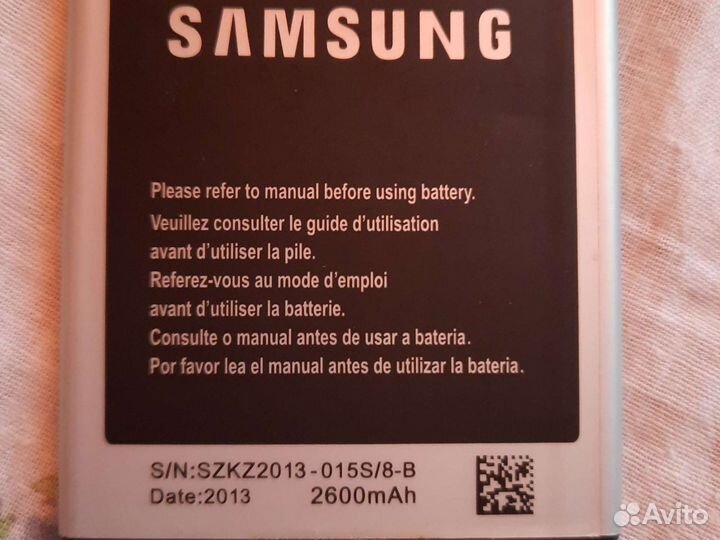 SAMSUNG
Please refer to manual before using battery.
Veuillez consulter le guide d'utilisation
avant d'utiliser la pile.
Referez-vous au mode d'emploi
avant d'utiliser la batterie.
Consulte o manual antes de usar a bateria.
Por favor lea el manual antes de utilizar la bateria.
S/N:SZKZ2013-015S/8-B
Date:2013 2600mAh
Avito